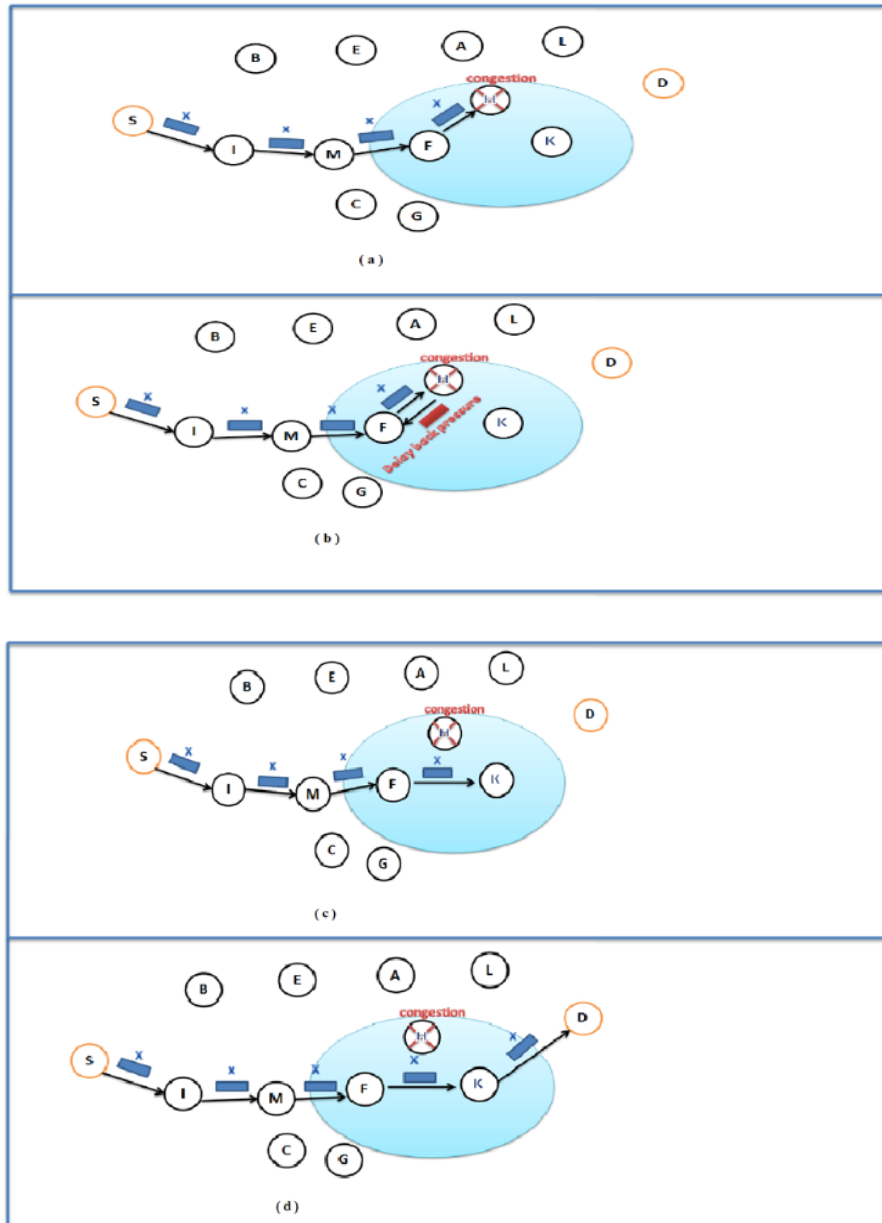 B E A L
D
congestion
S X X X X
I M F K
C G
( a )
B E A L
D
congestion
S X X X X
I M F K
Delay back pressure
C G
( b )
B E A L
D
congestion
S X X X X
I M F K
C G
( c )
B E A L
D
congestion
S X X X X X
I M F K
C G
( d )